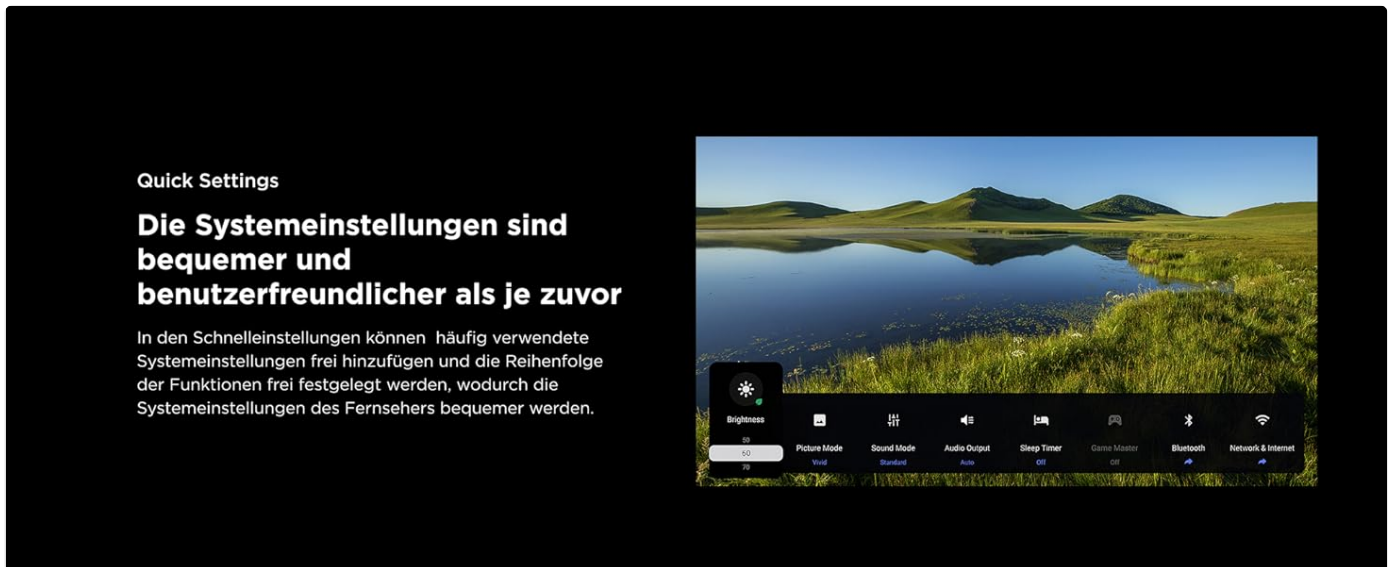 Quick Settings
Die Systemeinstellungen sind
bequemer und
benutzerfreundlicher als je zuvor
In den Schnelleinstellungen können  häufig verwendete
Systemeinstellungen frei hinzufügen und die Reihenfolge
der Funktionen frei festgelegt werden, wodurch die
Systemeinstellungen des Fernsehers bequemer werden.
Brightness
50
60
70
Picture Mode
Vivid
Sound Mode
Standard
Audio Output
Auto
Sleep Timer
Off
Game Master
Off
Bluetooth
Network & Internet